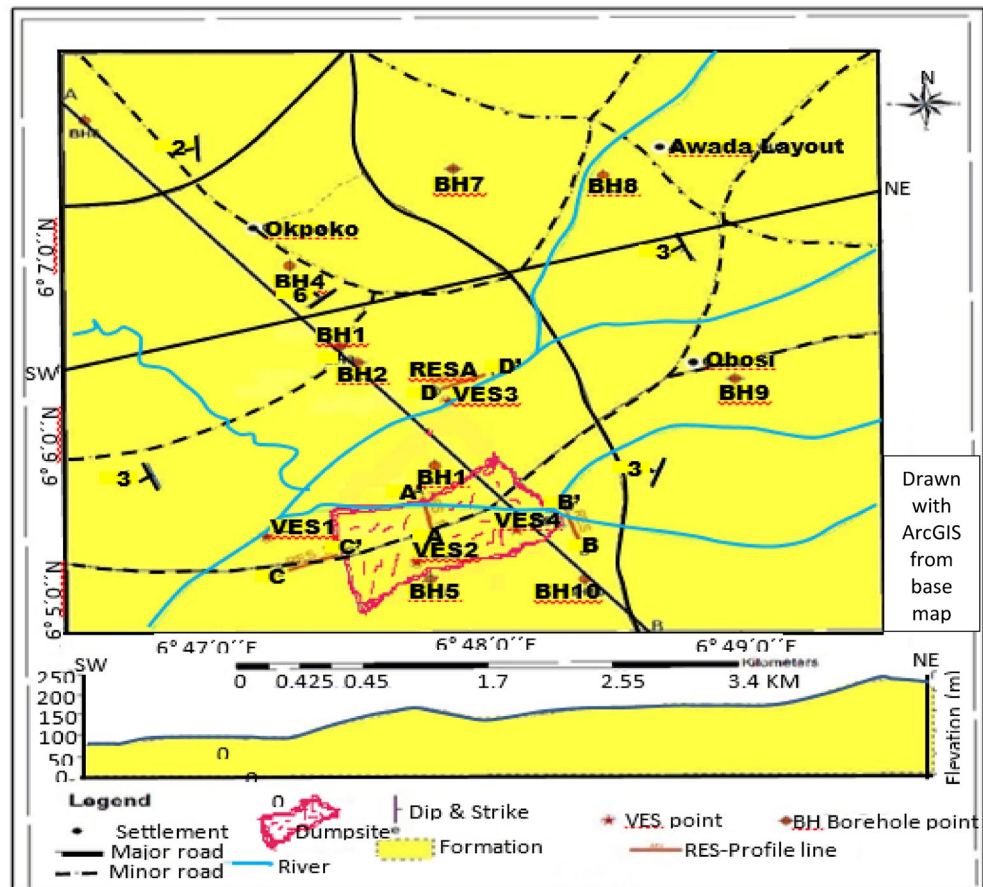 N
A
BH6
2
Awada Layout
BH7
BH8
NE
Okpoko
3
BH4
6
BH1
BH2
RESA
D'
Obosi
SW
D
VES3
BH9
3
BH1
3
A'
B'
VES1
VES4
A
B
C'
VES2
C
BH5
BH10
B
6°7'0´´N
6°6'0´´N
6°5'0´´N
6°47'0´´E
6°48'0´´E
6°49'0´´E
Drawn
with
ArcGIS
from
base
map
SW
Kilometers
NE
0 0.425 0.45 1.7 2.55 3.4 KM
250
200
150
100
50
0
Elevation (m)
Legend
Settlement
Major road
Minor road
Dumpsite
River
Dip & Strike
Formation
VES point
RES-Profile line
BH Borehole point